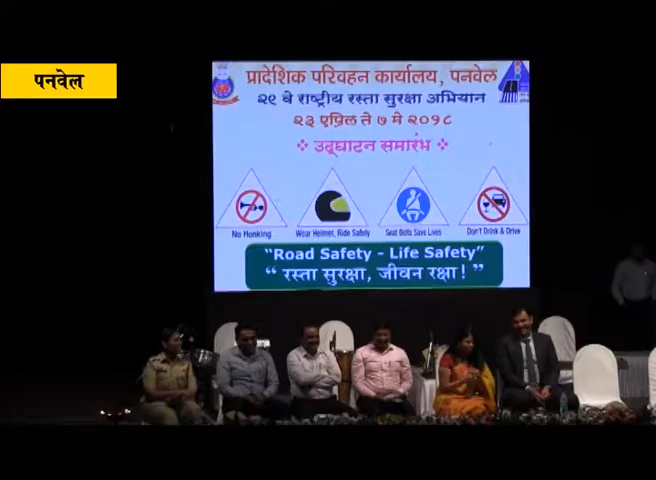 पनवेल
प्रादेशिक परिवहन कार्यालय, पनवेल
२९ वे राष्ट्रीय रस्ता सुरक्षा अभियान
२३ एप्रिल ते ७ मे २०१८
उद्घाटन समारंभ
No Honking
Wear Helmet, Ride Safely
Seat Belts Save Lives
Don't Drink & Drive
“Road Safety - Life Safety”
“ रस्ता सुरक्षा, जीवन रक्षा ! ”